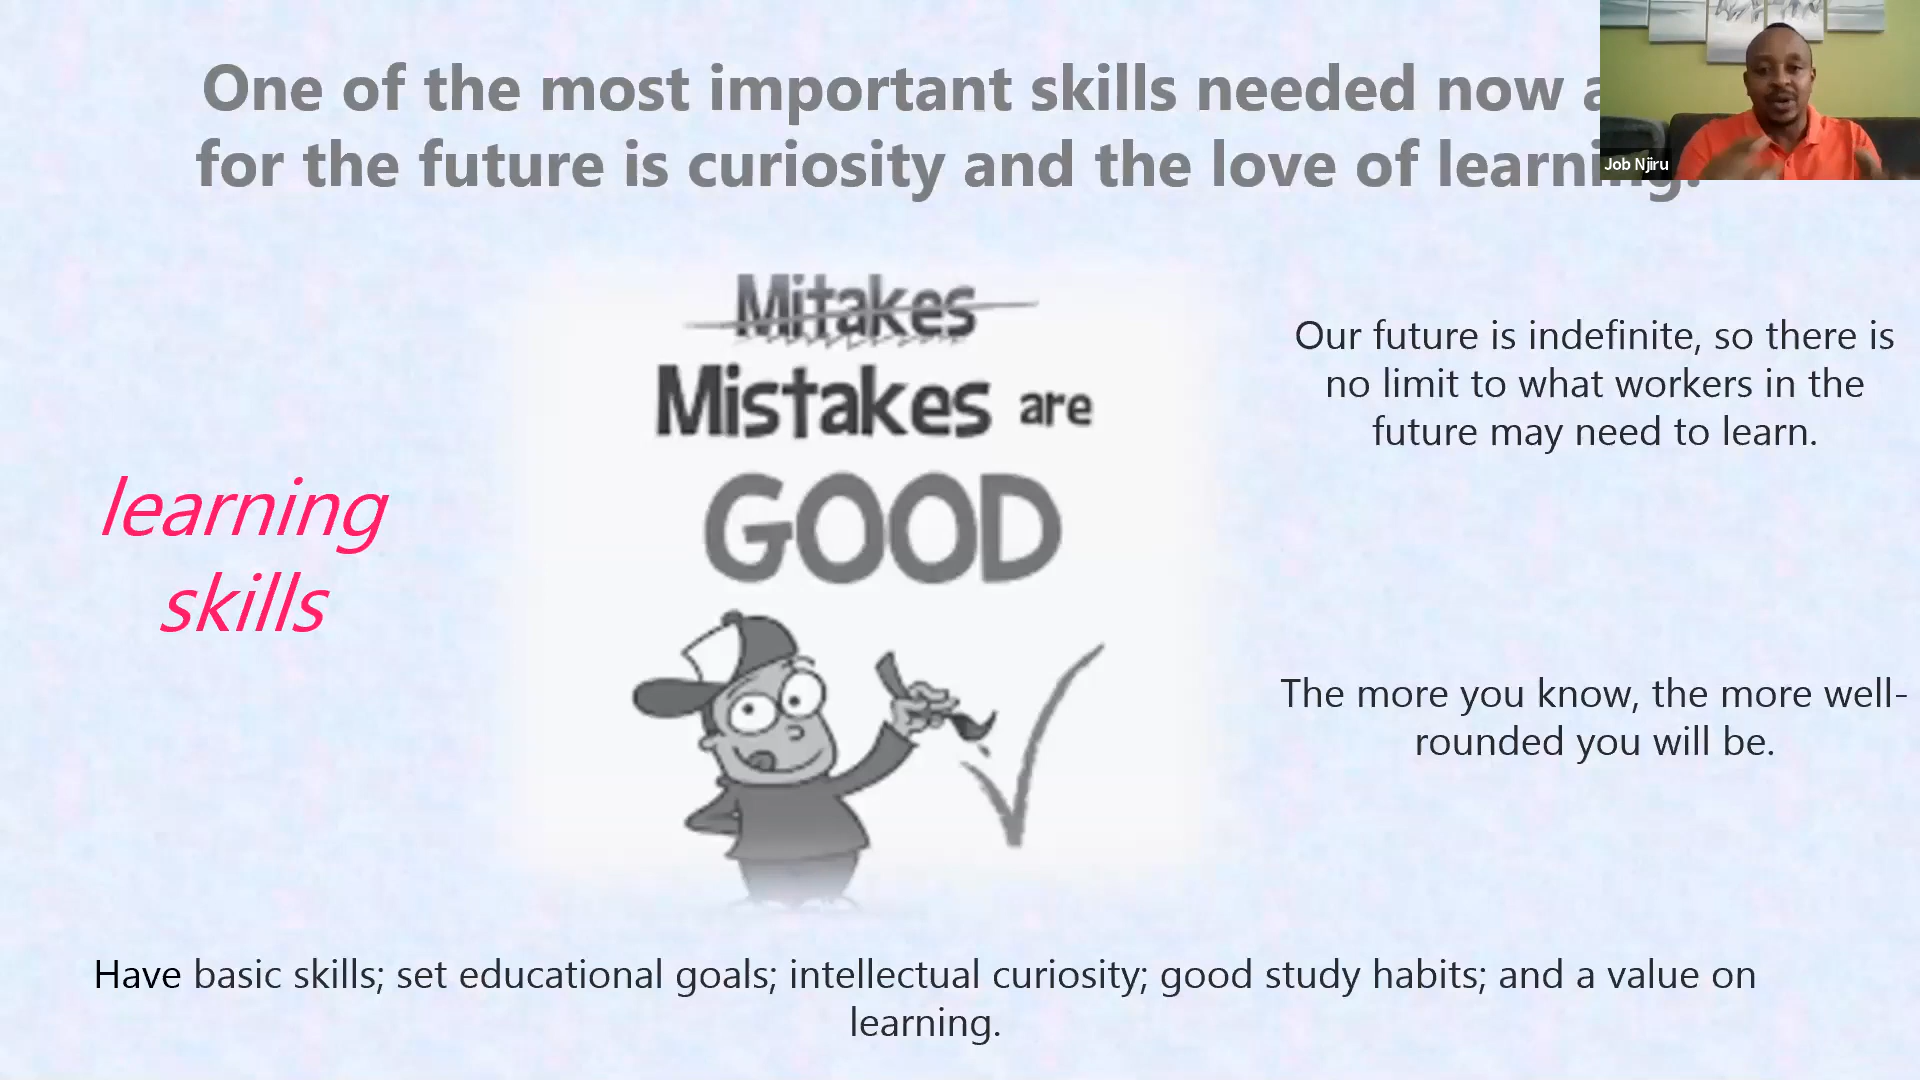 One of the most important skills needed now
for the future is curiosity and the love of learning.
Job Njiru
Mitakes
Mistakes are
GOOD
Our future is indefinite, so there is
no limit to what workers in the
future may need to learn.
learning
skills
The more you know, the more well-
rounded you will be.
Have basic skills; set educational goals; intellectual curiosity; good study habits; and a value on
learning.